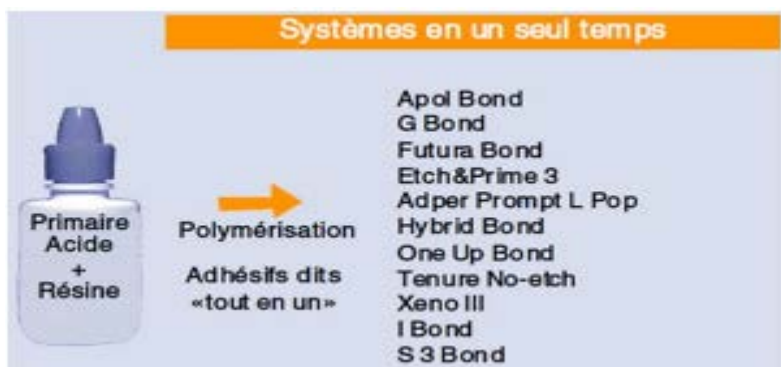 Systèmes en un seul temps
Primaire
Acide
+
Résine
Polymérisation
Adhésifs dits
«tout en un»
Apol Bond
G Bond
Futura Bond
Etch&Prime 3
Adper Prompt L Pop
Hybrid Bond
One Up Bond
Tenure No-etch
Xeno III
I Bond
S 3 Bond